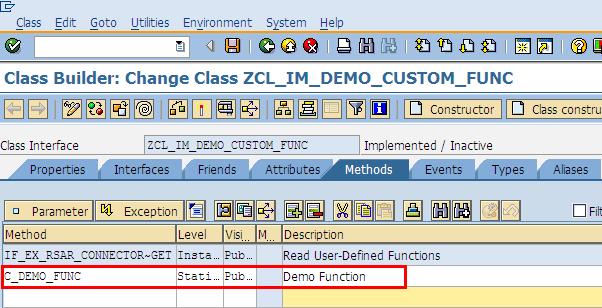 Class Edit Goto Utilities Environment System Help
Class Builder: Change Class ZCL_IM_DEMO_CUSTOM_FUNC
Constructor Class constru
Class Interface ZCL_IM_DEMO_CUSTOM_FUNC Implemented / Inactive
Properties Interfaces Friends Attributes Methods Events Types Aliases
Parameter Exception Filt
Method Level Visi.. M... Description
IF_EX_RSAR_CONNECTOR~GET Insta.. Pub.. Read User-Defined Functions
C_DEMO_FUNC Stati.. Pub.. Demo Function